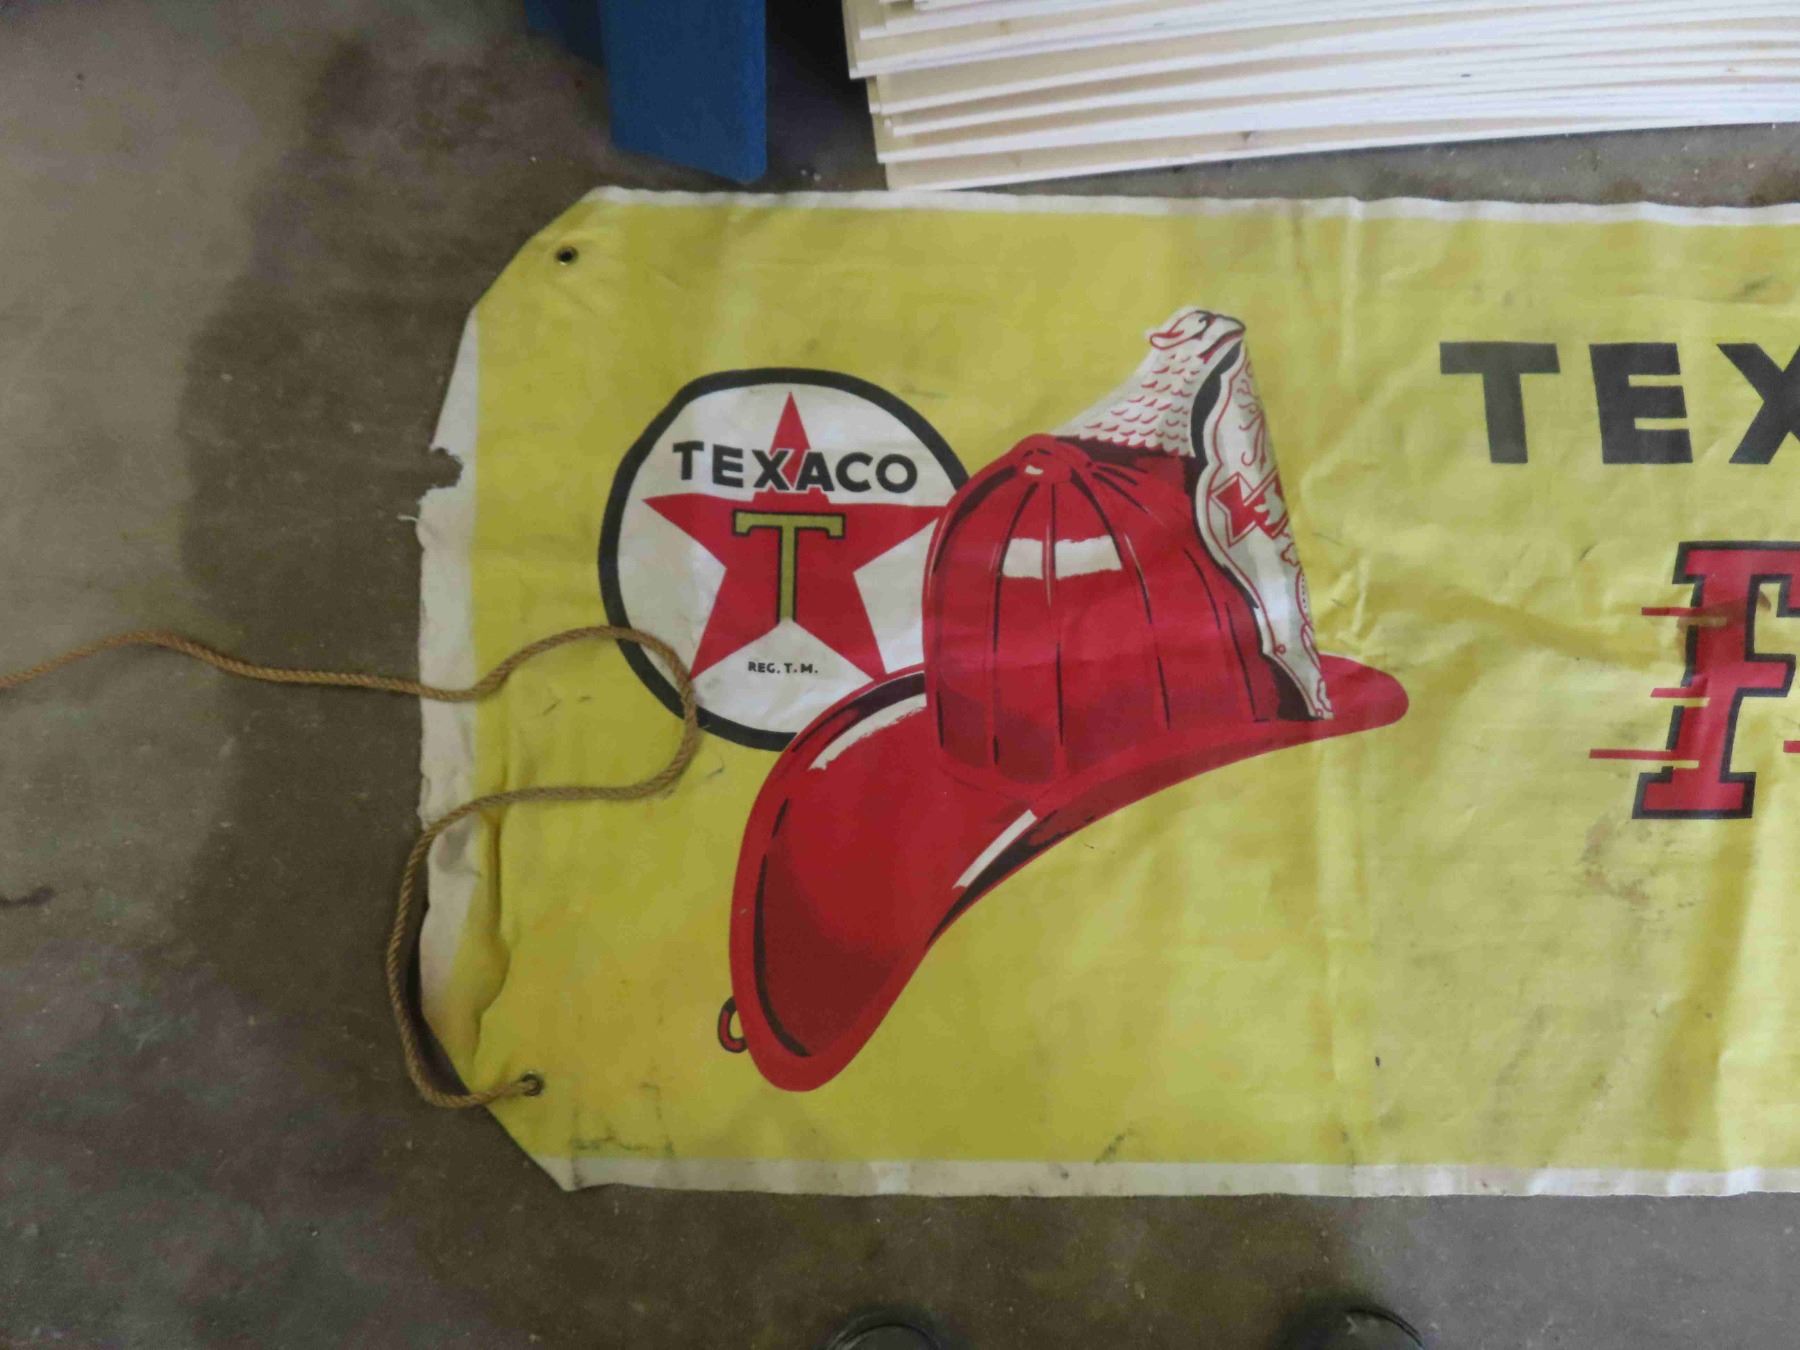 TEXACO
T
REG. T.M.
TEX
F